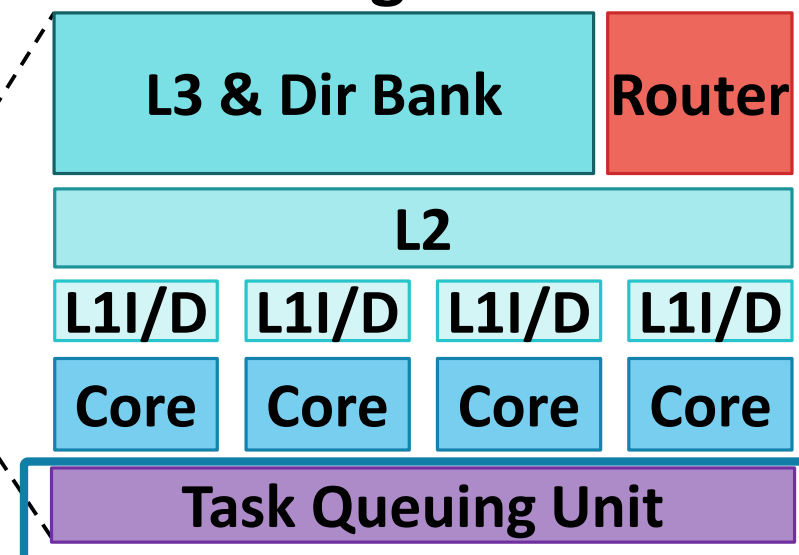 L3 & Dir Bank Router
L2
L1I/D L1I/D L1I/D L1I/D
Core Core Core Core
Task Queuing Unit